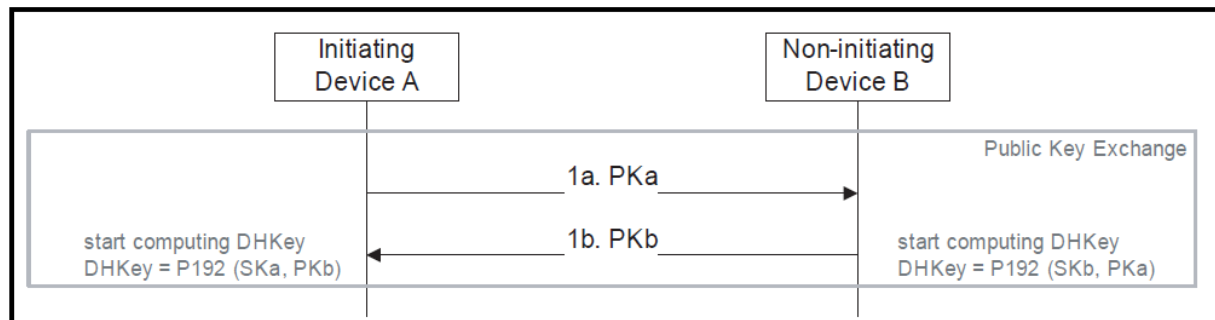 Initiating
Device A
Non-initiating
Device B
Public Key Exchange
1a. PKa
1b. PKb
start computing DHKey
DHKey = P192 (SKa, PKb)
start computing DHKey
DHKey = P192 (SKb, PKa)